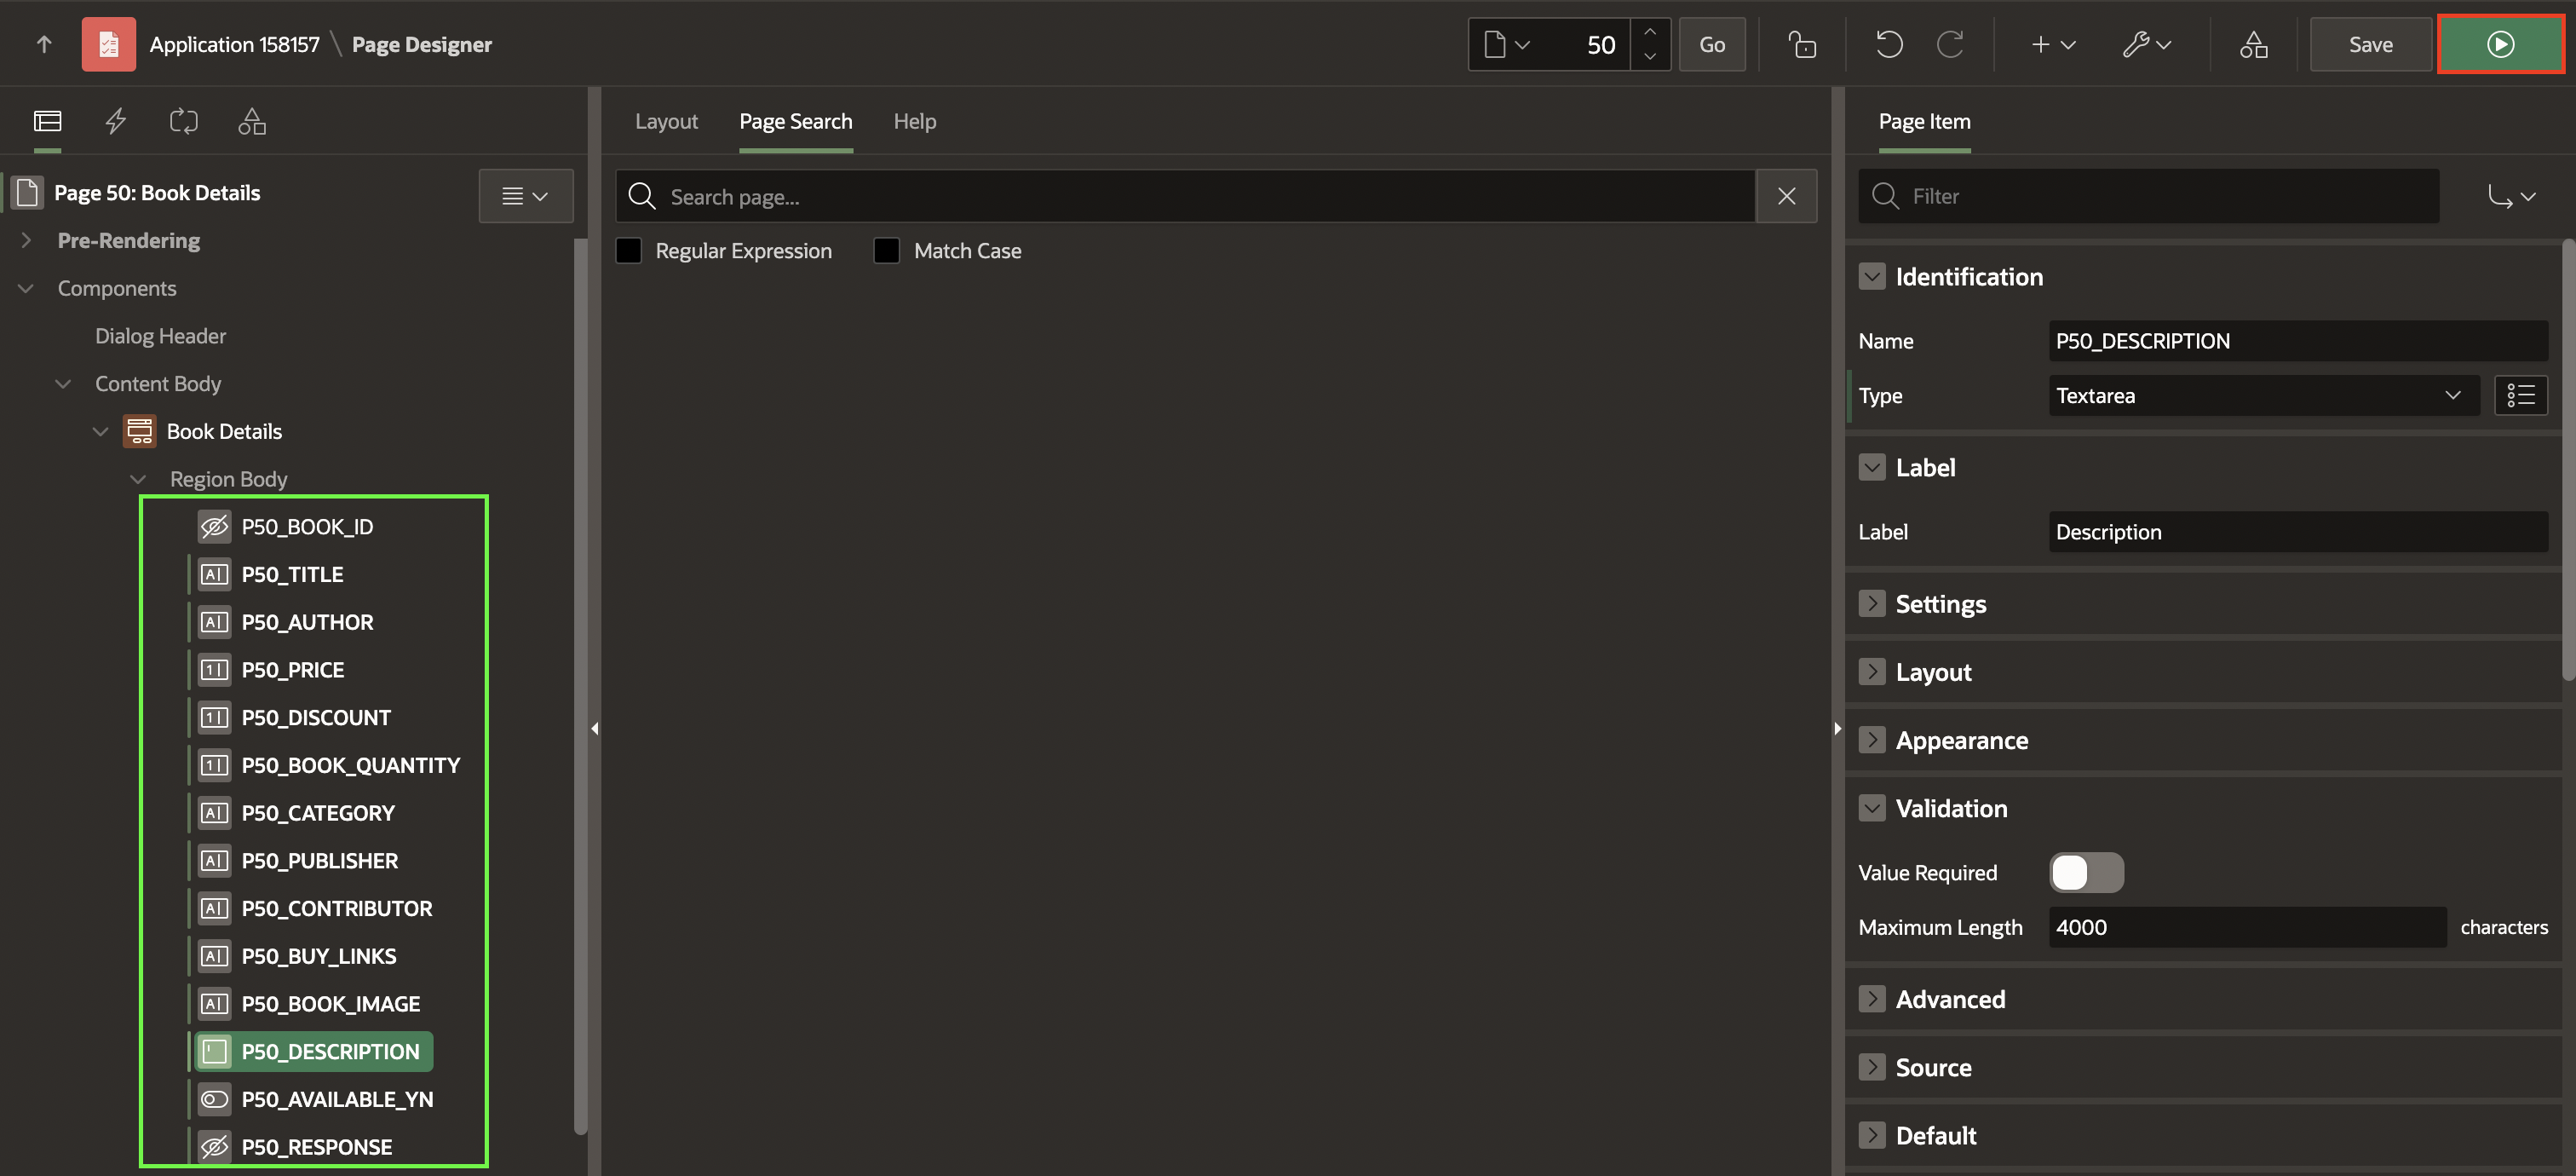 Application 158157 \ Page Designer
50
Go
Save
Layout
Page Search
Help
Page Item
Page 50: Book Details
Search page...
Filter
Pre-Rendering
Regular Expression
Match Case
Components
Dialog Header
Content Body
Book Details
Region Body
P50_BOOK_ID
P50_TITLE
P50_AUTHOR
P50_PRICE
P50_DISCOUNT
P50_BOOK_QUANTITY
P50_CATEGORY
P50_PUBLISHER
P50_CONTRIBUTOR
P50_BUY_LINKS
P50_BOOK_IMAGE
P50_DESCRIPTION
P50_AVAILABLE_YN
P50_RESPONSE
Identification
Name P50_DESCRIPTION
Type Textarea
Label
Label Description
Settings
Layout
Appearance
Validation
Value Required
Maximum Length 4000 characters
Advanced
Source
Default